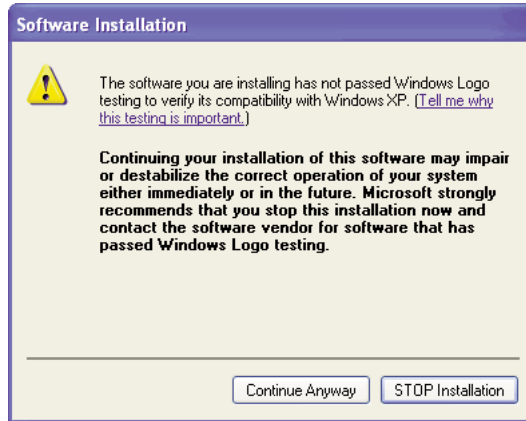 Software Installation
The software you are installing has not passed Windows Logo
testing to verify its compatibility with Windows XP. (Tell me why
this testing is important.)
Continuing your installation of this software may impair
or destabilize the correct operation of your system
either immediately or in the future. Microsoft strongly
recommends that you stop this installation now and
contact the software vendor for software that has
passed Windows Logo testing.
Continue Anyway
STOP Installation